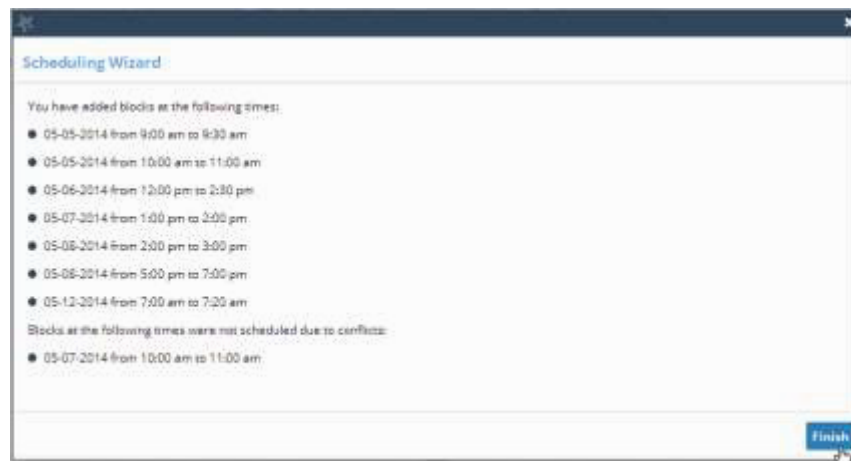 Scheduling Wizard
You have added blocks at the following times:
05-05-2014 from 9:00 am to 9:30 am
05-05-2014 from 10:00 am to 11:00 am
05-06-2014 from 12:00 pm to 2:30 pm
05-07-2014 from 1:00 pm to 2:00 pm
05-08-2014 from 2:00 pm to 3:00 pm
05-08-2014 from 5:00 pm to 7:00 pm
05-12-2014 from 7:00 am to 7:20 am
Blocks at the following times were not scheduled due to conflicts:
05-07-2014 from 10:00 am to 11:00 am
Finish